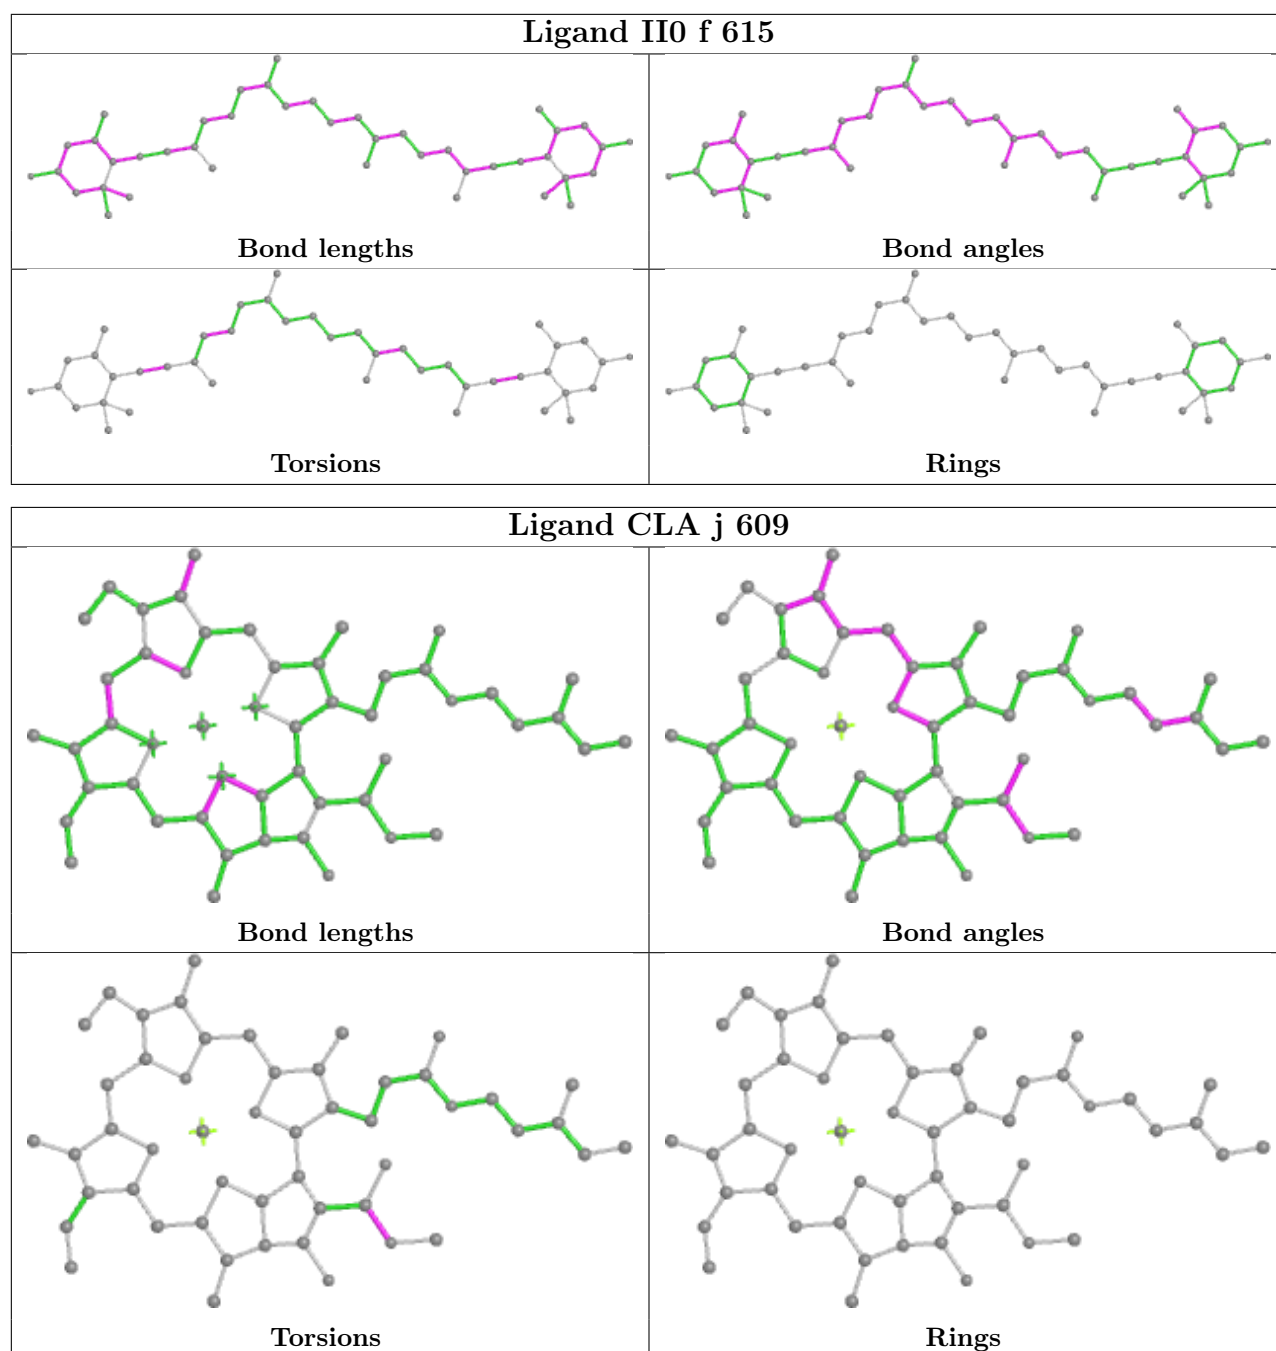 Ligand II0 f 615
Bond lengths
Bond angles
Torsions
Rings
Ligand CLA j 609
Bond lengths
Bond angles
Torsions
Rings